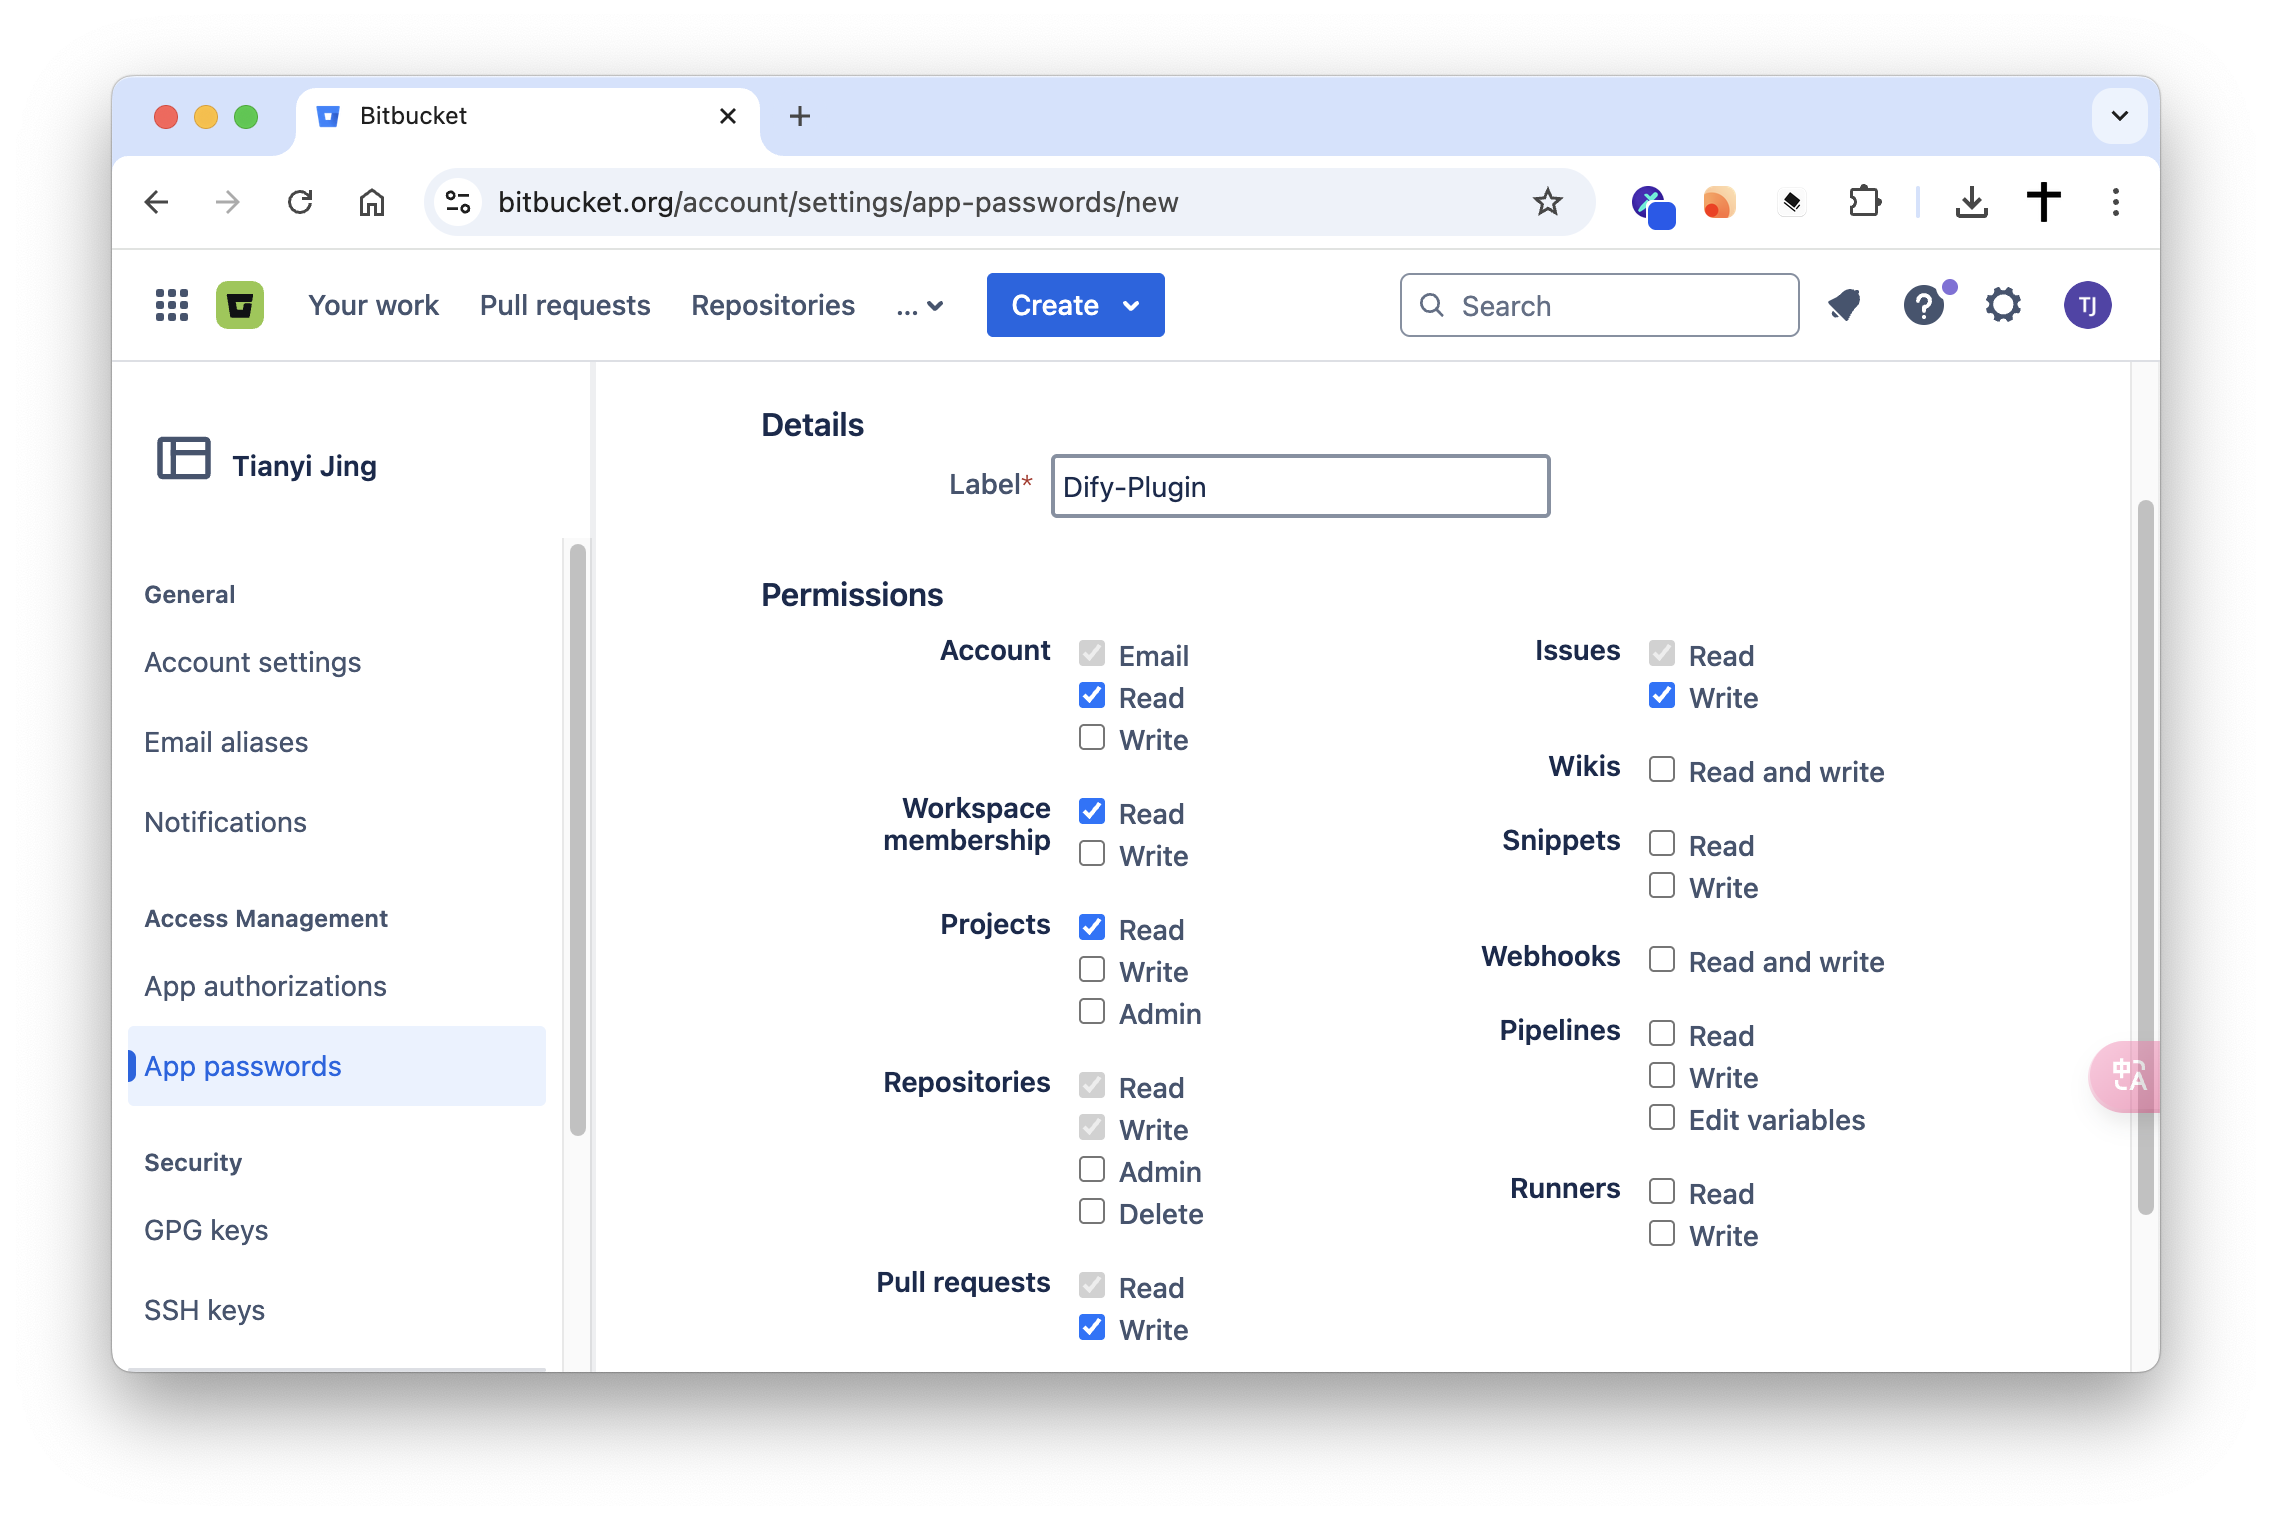 Bitbucket
bitbucket.org/account/settings/app-passwords/new
Your work
Pull requests
Repositories
...
Create
Search
TJ
Tianyi Jing
General
Account settings
Email aliases
Notifications
Access Management
App authorizations
App passwords
Security
GPG keys
SSH keys
Details
Label*
Dify-Plugin
Permissions
Account
Email
Read
Write
Workspace
membership
Read
Write
Projects
Read
Write
Admin
Repositories
Read
Write
Admin
Delete
Pull requests
Read
Write
Issues
Read
Write
Wikis
Read and write
Snippets
Read
Write
Webhooks
Read and write
Pipelines
Read
Write
Edit variables
Runners
Read
Write
中A